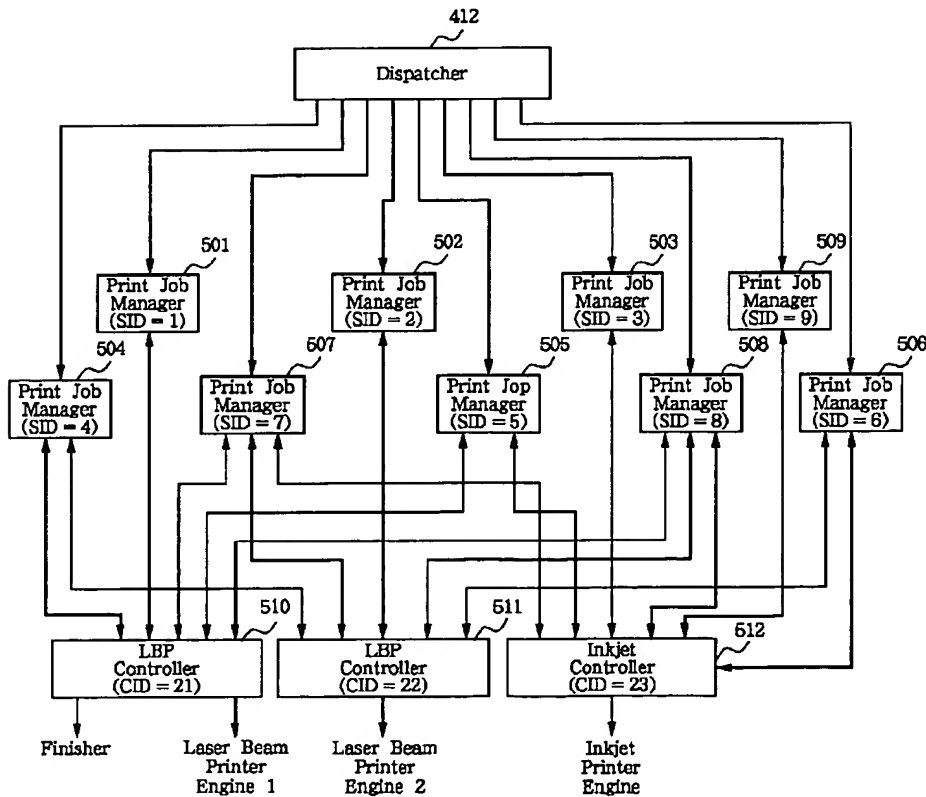 412
Dispatcher
501
Print Job
Manager
(SID = 1)
502
Print Job
Manager
(SID = 2)
503
Print Job
Manager
(SID = 3)
509
Print Job
Manager
(SID = 9)
504
Print Job
Manager
(SID = 4)
507
Print Job
Manager
(SID = 7)
505
Print Jop
Manager
(SID = 5)
508
Print Job
Manager
(SID = 8)
506
Print Job
Manager
(SID = 6)
510
LBP
Controller
(CID = 21)
511
LBP
Controller
(CID = 22)
512
Inkjet
Controller
(CID = 23)
Finisher
Laser Beam
Printer
Engine 1
Laser Beam
Printer
Engine 2
Inkjet
Printer
Engine